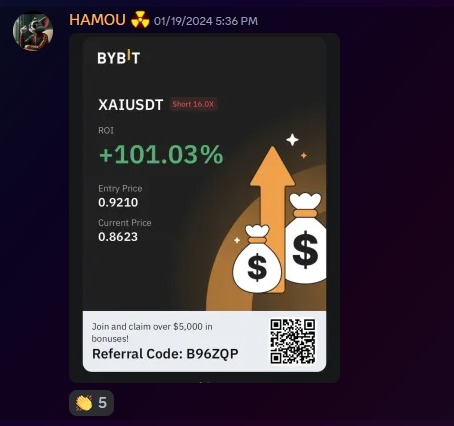 HAMOU ☢ 01/19/2024 5:36 PM
BYBIT
XAIUSDT Short 16.0X
ROI
+101.03%
Entry Price
0.9210
Current Price
0.8623
$ $
Join and claim over $5,000 in
bonuses!
Referral Code: B96ZQP
👏 5